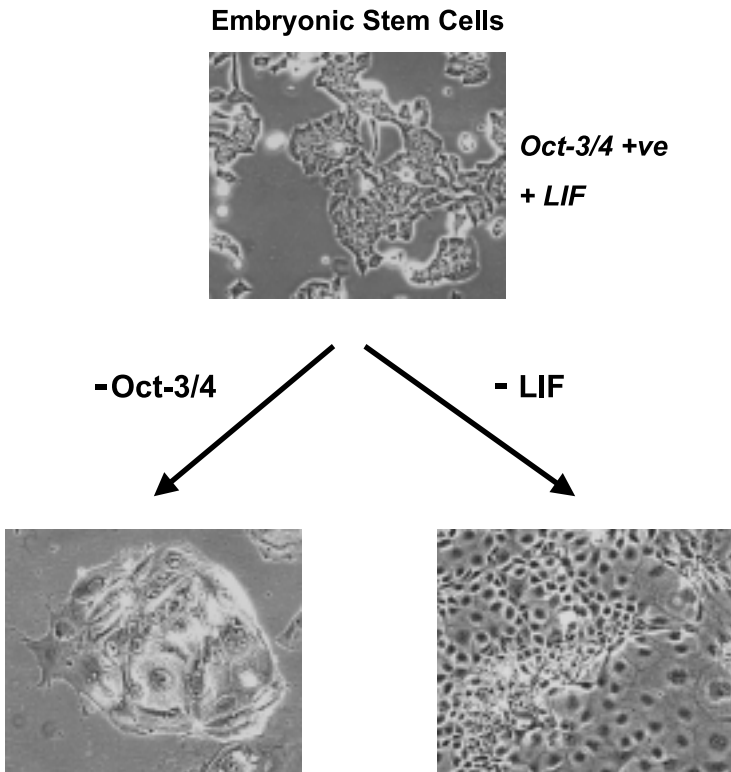 Embryonic Stem Cells
Oct-3/4 +ve
+ LIF
-Oct-3/4
- LIF